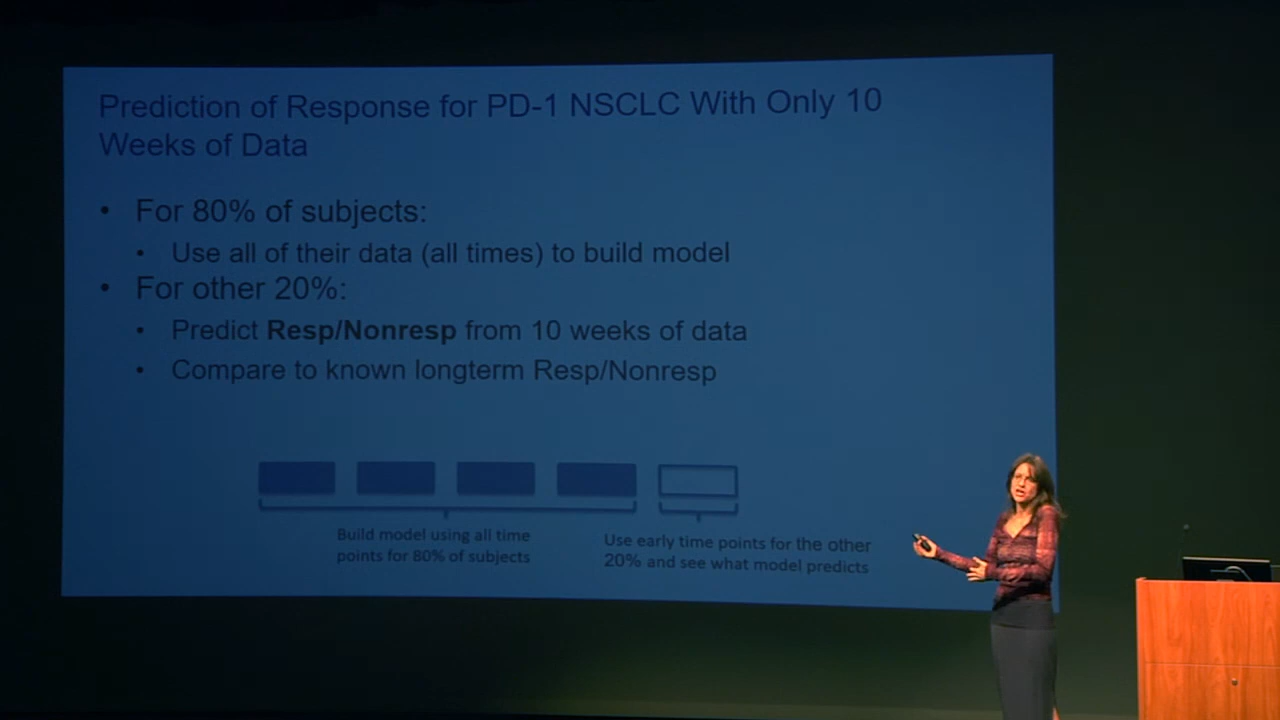 Prediction of Response for PD-1 NSCLC With Only 10
Weeks of Data
• For 80% of subjects:
• Use all of their data (all times) to build model
• For other 20%:
• Predict Resp/Nonresp from 10 weeks of data
• Compare to known longterm Resp/Nonresp
Build model using all time
points for 80% of subjects
Use early time points for the other
20% and see what model predicts